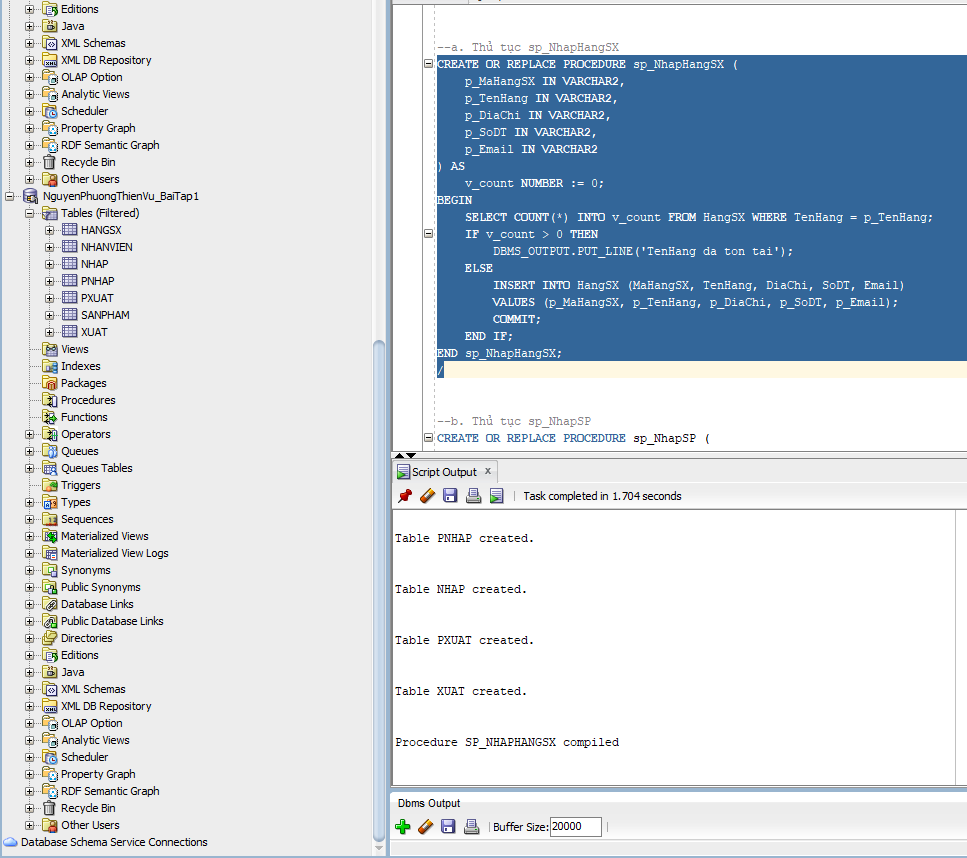 Editions
Java
XML Schemas
XML DB Repository
OLAP Option
Analytic Views
Scheduler
Property Graph
RDF Semantic Graph
Recycle Bin
Other Users
NguyenPhuongThienVu_BaiTap1
Tables (Filtered)
HANGSX
NHANVIEN
NHAP
PNHAP
PXUAT
SANPHAM
XUAT
Views
Indexes
Packages
Procedures
Functions
Operators
Queues
Queues Tables
Triggers
Types
Sequences
Materialized Views
Materialized View Logs
Synonyms
Public Synonyms
Database Links
Public Database Links
Directories
Editions
Java
XML Schemas
XML DB Repository
OLAP Option
Analytic Views
Scheduler
Property Graph
RDF Semantic Graph
Recycle Bin
Other Users
Database Schema Service Connections
--a. Thủ tục sp_NhapHangSX
CREATE OR REPLACE PROCEDURE sp_NhapHangSX (
p_MaHangSX IN VARCHAR2,
p_TenHang IN VARCHAR2,
p_DiaChi IN VARCHAR2,
p_SoDT IN VARCHAR2,
p_Email IN VARCHAR2
) AS
v_count NUMBER := 0;
BEGIN
SELECT COUNT(*) INTO v_count FROM HangSX WHERE TenHang = p_TenHang;
IF v_count > 0 THEN
DBMS_OUTPUT.PUT_LINE('TenHang da ton tai');
ELSE
INSERT INTO HangSX (MaHangSX, TenHang, DiaChi, SoDT, Email)
VALUES (p_MaHangSX, p_TenHang, p_DiaChi, p_SoDT, p_Email);
COMMIT;
END IF;
END sp_NhapHangSX;
/
--b. Thủ tục sp_NhapSP
CREATE OR REPLACE PROCEDURE sp_NhapSP (
Script Output x
Task completed in 1.704 seconds
Table PNHAP created.
Table NHAP created.
Table PXUAT created.
Table XUAT created.
Procedure SP_NHAPHANGSX compiled
Dbms Output
Buffer Size: 20000